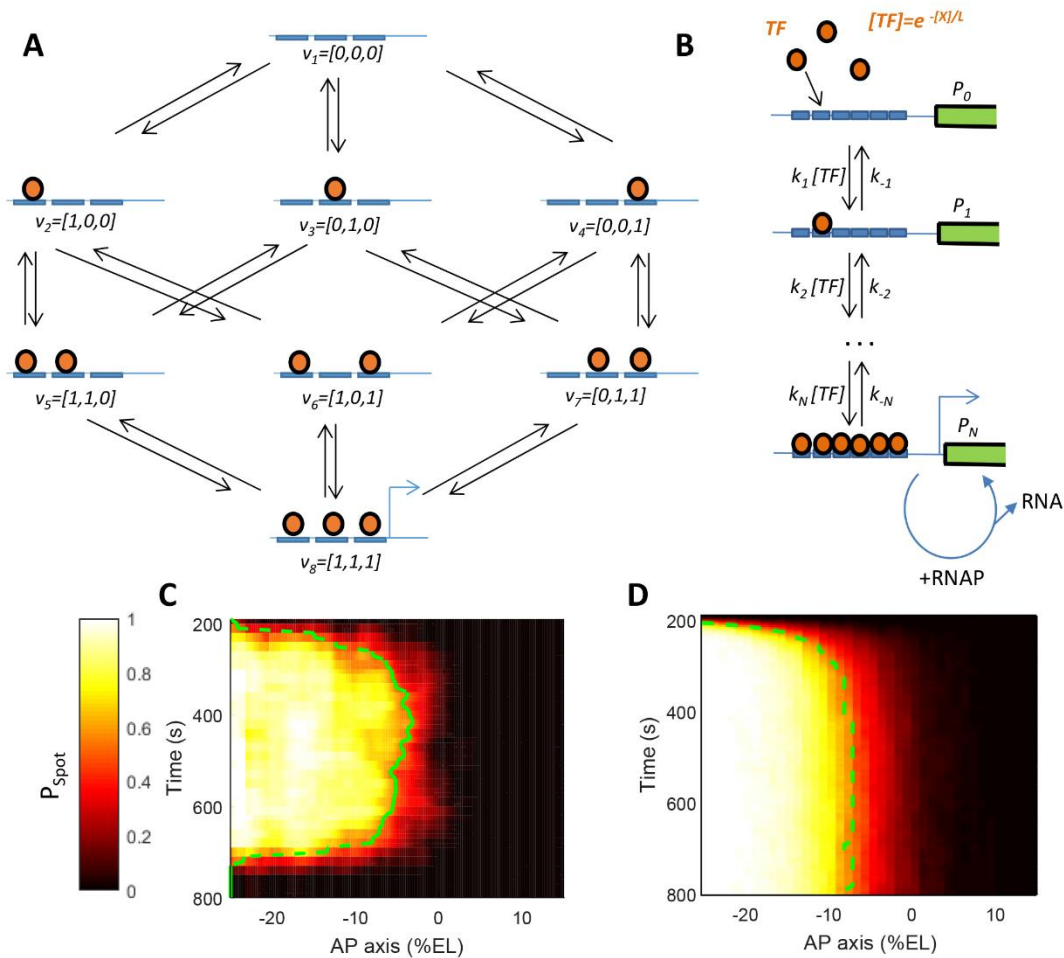 A
v1=[0,0,0]
v2=[1,0,0]
v3=[0,1,0]
v4=[0,0,1]
v5=[1,1,0]
v6=[1,0,1]
v7=[0,1,1]
v8=[1,1,1]
B
TF
[TF]=e -[X]/L
P0
k1 [TF]
k-1
P1
k2 [TF]
k-2
...
kN [TF]
k-N
PN
RNA
+RNAP
C
PSpot
1
0.8
0.6
0.4
0.2
0
Time (s)
200
400
600
800
-20
-10
0
10
AP axis (%EL)
D
Time (s)
200
400
600
800
-20
-10
0
10
AP axis (%EL)